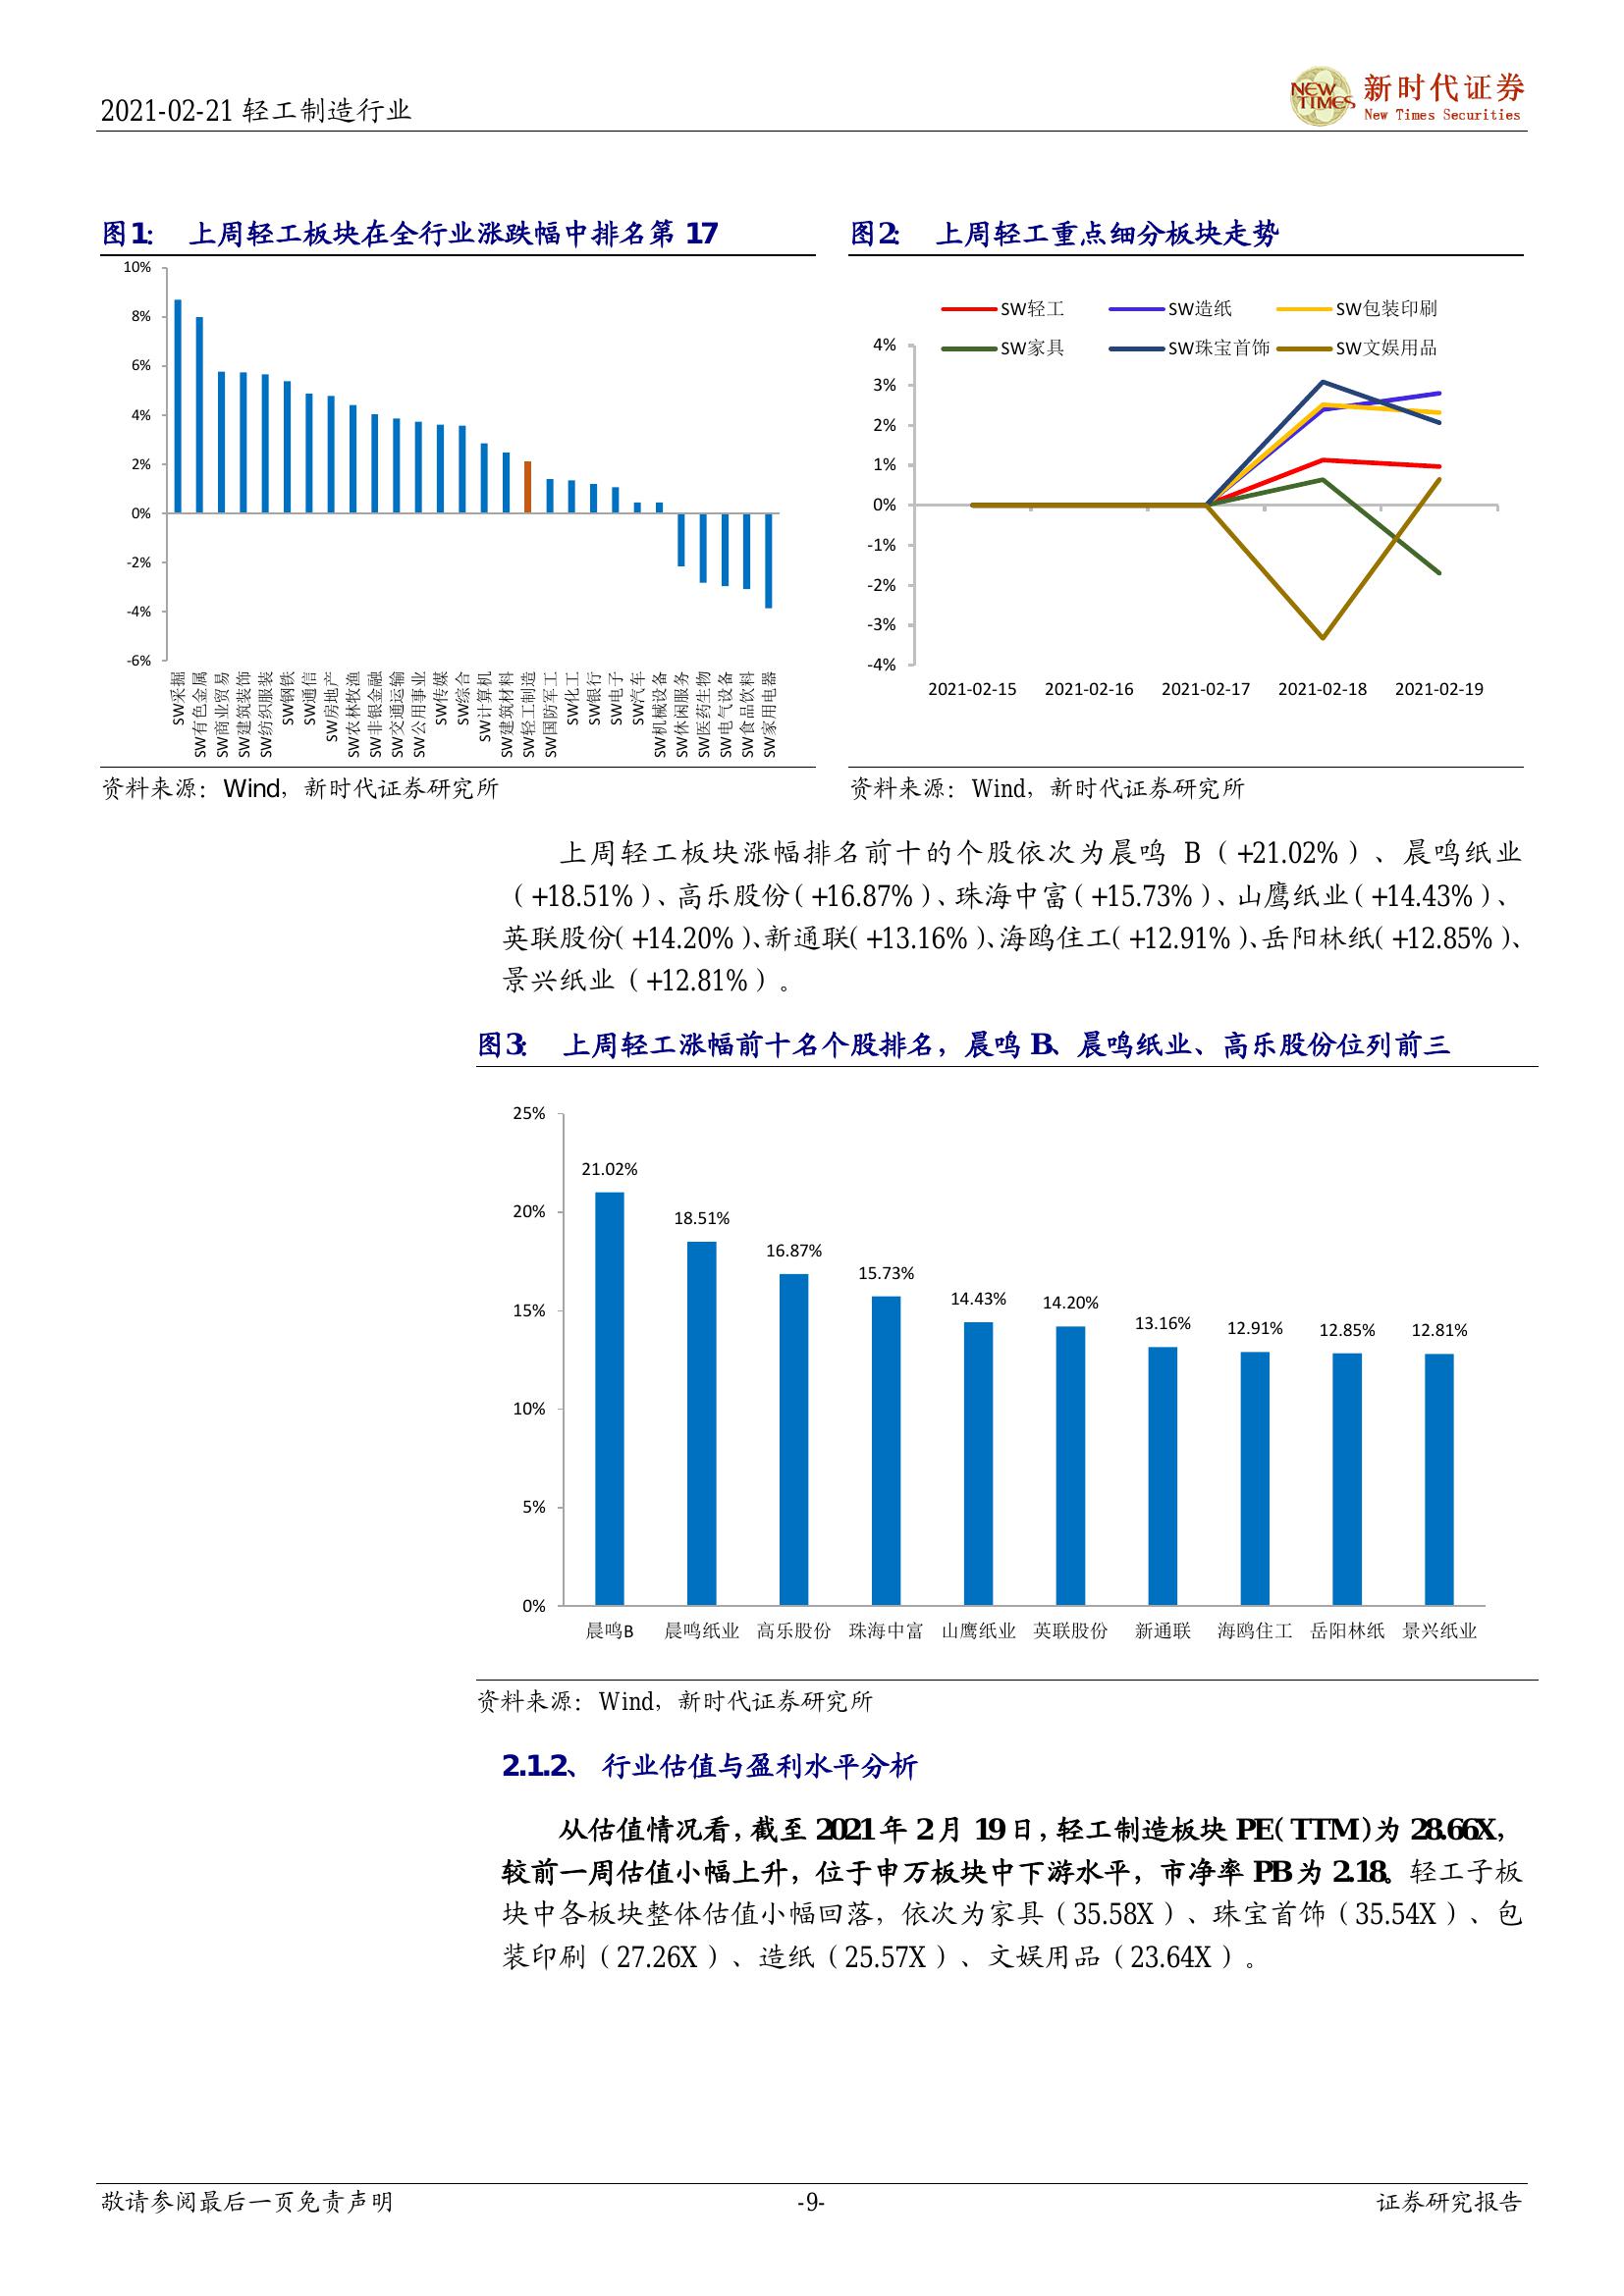 2021-02-21 轻工制造行业
NEW TIMES
新时代证券
New Times Securities
图1： 上周轻工板块在全行业涨跌幅中排名第 17
10%
8%
6%
4%
2%
0%
-2%
-4%
-6%
SW采掘
SW有色金属
SW商业贸易
SW建筑装饰
SW纺织服装
SW钢铁
SW通信
SW房地产
SW农林牧渔
SW非银金融
SW交通运输
SW公用事业
SW传媒
SW综合
SW计算机
SW建筑材料
SW轻工制造
SW国防军工
SW化工
SW银行
SW电子
SW汽车
SW机械设备
SW休闲服务
SW医药生物
SW电气设备
SW食品饮料
SW家用电器
资料来源：Wind，新时代证券研究所
图2： 上周轻工重点细分板块走势
SW轻工 SW造纸 SW包装印刷
SW家具 SW珠宝首饰 SW文娱用品
4%
3%
2%
1%
0%
-1%
-2%
-3%
-4%
2021-02-15 2021-02-16 2021-02-17 2021-02-18 2021-02-19
资料来源：Wind，新时代证券研究所
上周轻工板块涨幅排名前十的个股依次为晨鸣 B（+21.02%）、晨鸣纸业
（+18.51%）、高乐股份（+16.87%）、珠海中富（+15.73%）、山鹰纸业（+14.43%）、
英联股份（+14.20%）、新通联（+13.16%）、海鸥住工（+12.91%）、岳阳林纸（+12.85%）、
景兴纸业（+12.81%）。
图3： 上周轻工涨幅前十名个股排名，晨鸣 B、晨鸣纸业、高乐股份位列前三
25%
20%
15%
10%
5%
0%
21.02%
18.51%
16.87%
15.73%
14.43%
14.20%
13.16%
12.91%
12.85%
12.81%
晨鸣B 晨鸣纸业 高乐股份 珠海中富 山鹰纸业 英联股份 新通联 海鸥住工 岳阳林纸 景兴纸业
资料来源：Wind，新时代证券研究所
2.1.2、 行业估值与盈利水平分析
从估值情况看，截至 2021 年 2 月 19 日，轻工制造板块 PE（TTM）为 28.66X，
较前一周估值小幅上升，位于申万板块中下游水平，市净率 PB 为 2.18。轻工子板
块中各板块整体估值小幅回落，依次为家具（35.58X）、珠宝首饰（35.54X）、包
装印刷（27.26X）、造纸（25.57X）、文娱用品（23.64X）。
敬请参阅最后一页免责声明 -9- 证券研究报告